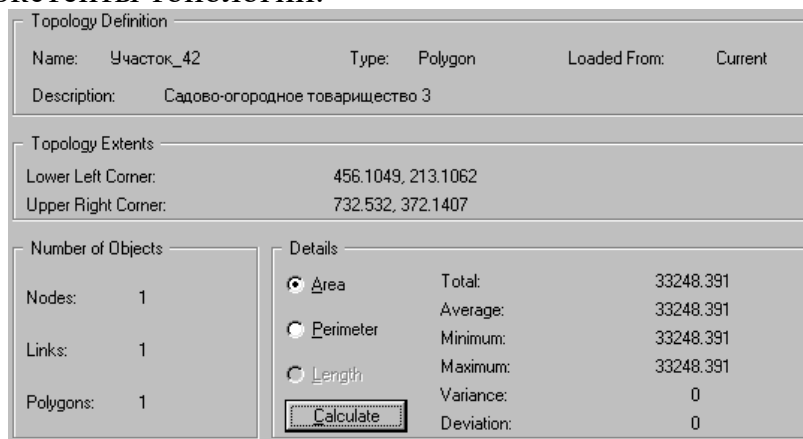 экстенты топологии.
Topology Definition
Name: Участок_42 Type: Polygon Loaded From: Current
Description: Садово-огородное товарищество 3
Topology Extents
Lower Left Corner: 456.1049, 213.1062
Upper Right Corner: 732.532, 372.1407
Number of Objects
Nodes: 1
Links: 1
Polygons: 1
Details
Area
Perimeter
Length
Calculate
Total: 33248.391
Average: 33248.391
Minimum: 33248.391
Maximum: 33248.391
Variance: 0
Deviation: 0